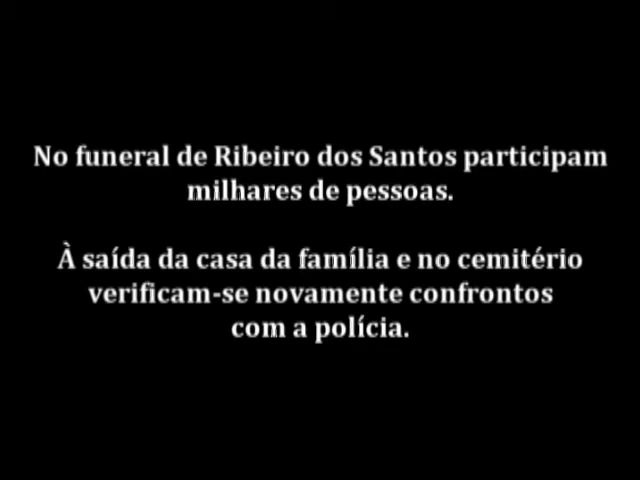 No funeral de Ribeiro dos Santos participam
milhares de pessoas.
À saída da casa da família e no cemitério
verificam-se novamente confrontos
com a polícia.